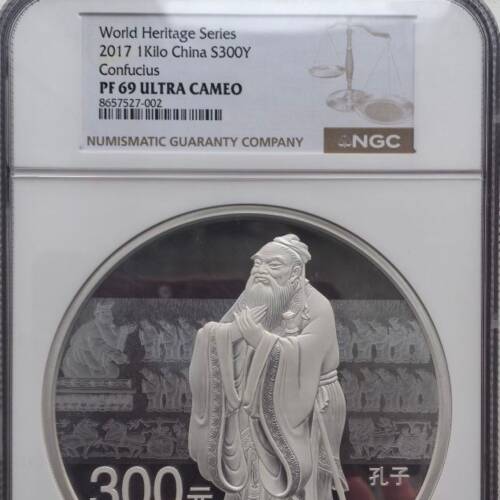 World Heritage Series
2017 1Kilo China S300Y
Confucius
PF 69 ULTRA CAMEO
8657527-002
NUMISMATIC GUARANTY COMPANY
NGC
300元
孔子